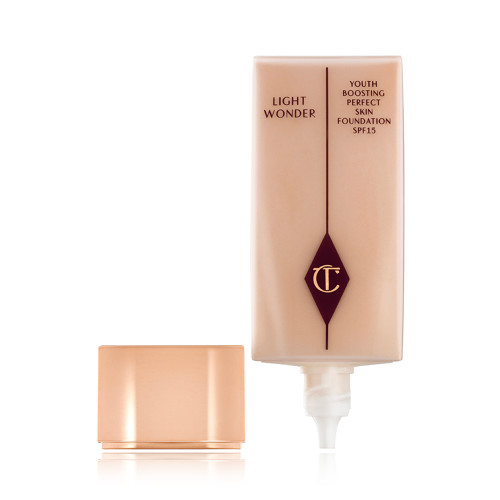 LIGHT
WONDER
YOUTH
BOOSTING
PERFECT
SKIN
FOUNDATION
SPF15
CT